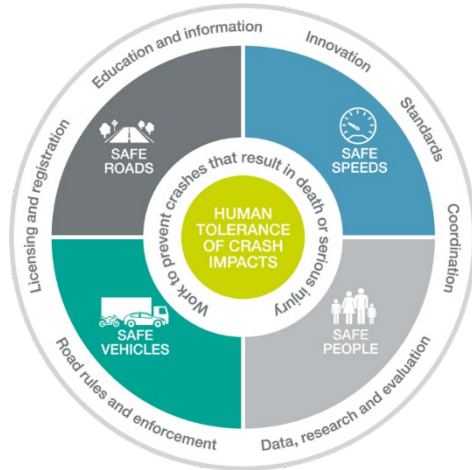 Education and information
Innovation
Standards
Coordination
Data, research and evaluation
Road rules and enforcement
Licensing and registration
SAFE
ROADS
SAFE
SPEEDS
Work to prevent crashes that result in death or serious injury
HUMAN
TOLERANCE
OF CRASH
IMPACTS
SAFE
VEHICLES
SAFE
PEOPLE